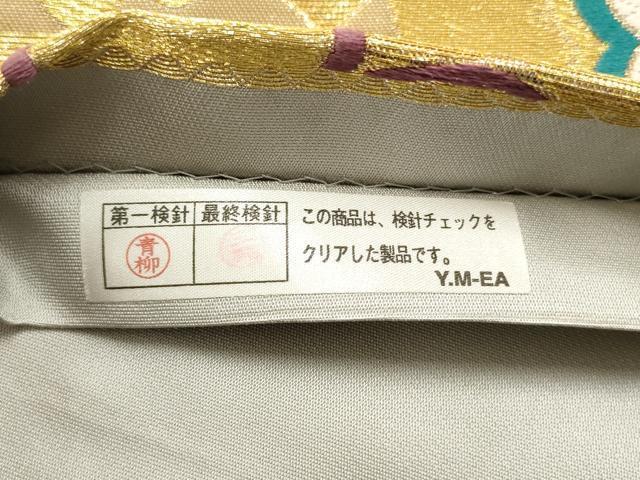 第一検針 最終検針
青柳
この商品は、検針チェックを
クリアした製品です。
Y.M-EA